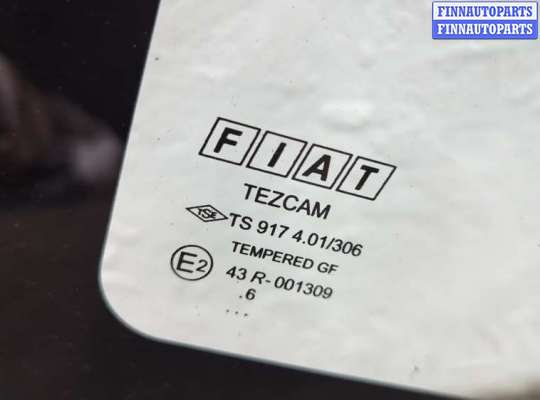 FINNAUTOPARTS
FINNAUTOPARTS
FIAT
TEZCAM
TSE TS 917 4.01/306
TEMPERED GF
E2 43 R-001309
.6
...